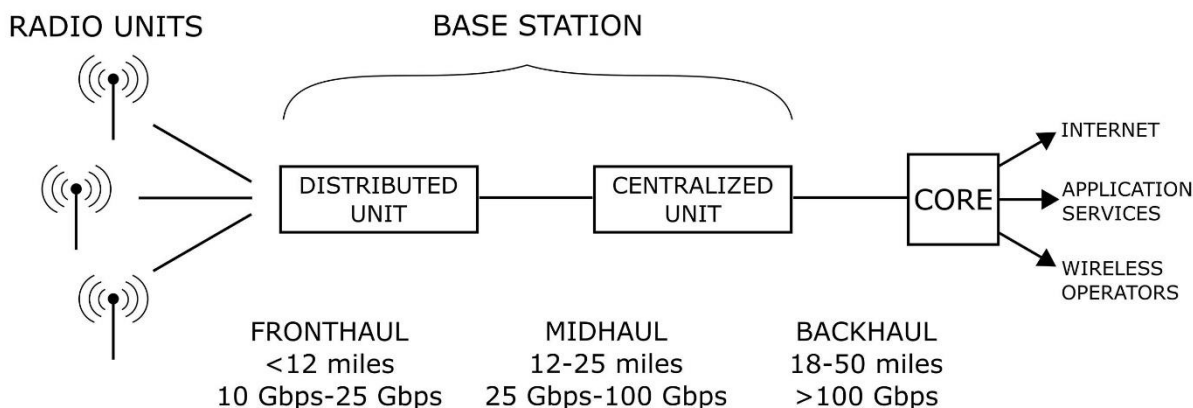 RADIO UNITS
BASE STATION
DISTRIBUTED
UNIT
CENTRALIZED
UNIT
CORE
INTERNET
APPLICATION
SERVICES
WIRELESS
OPERATORS
FRONTHAUL
<12 miles
10 Gbps-25 Gbps
MIDHAUL
12-25 miles
25 Gbps-100 Gbps
BACKHAUL
18-50 miles
>100 Gbps